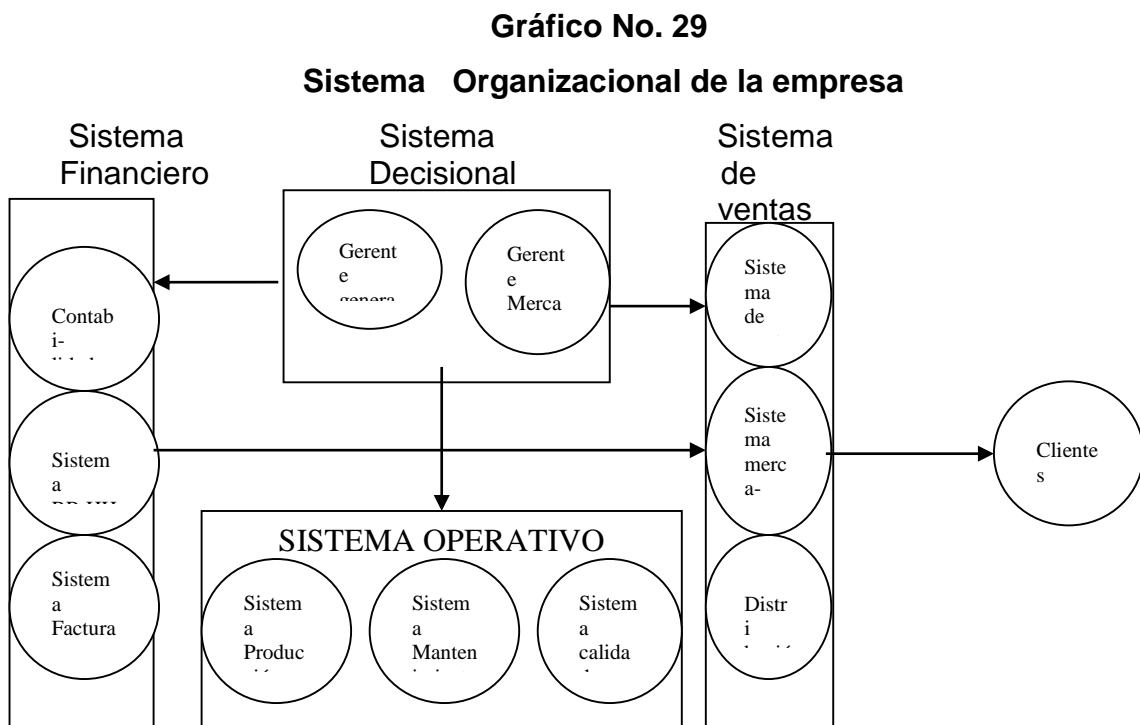 Gráfico No. 29
Sistema Organizacional de la empresa
Sistema
Financiero
Sistema
Decisional
Sistema
de
ventas
Gerent
e
genera
Gerent
e
Merca
Siste
ma
de
Contab
i-
Sistem
a
Siste
ma
merc
a-
Cliente
s
SISTEMA OPERATIVO
Sistem
a
Factura
Sistem
a
Produc
Sistem
a
Manten
Sistem
a
calida
Distr
i